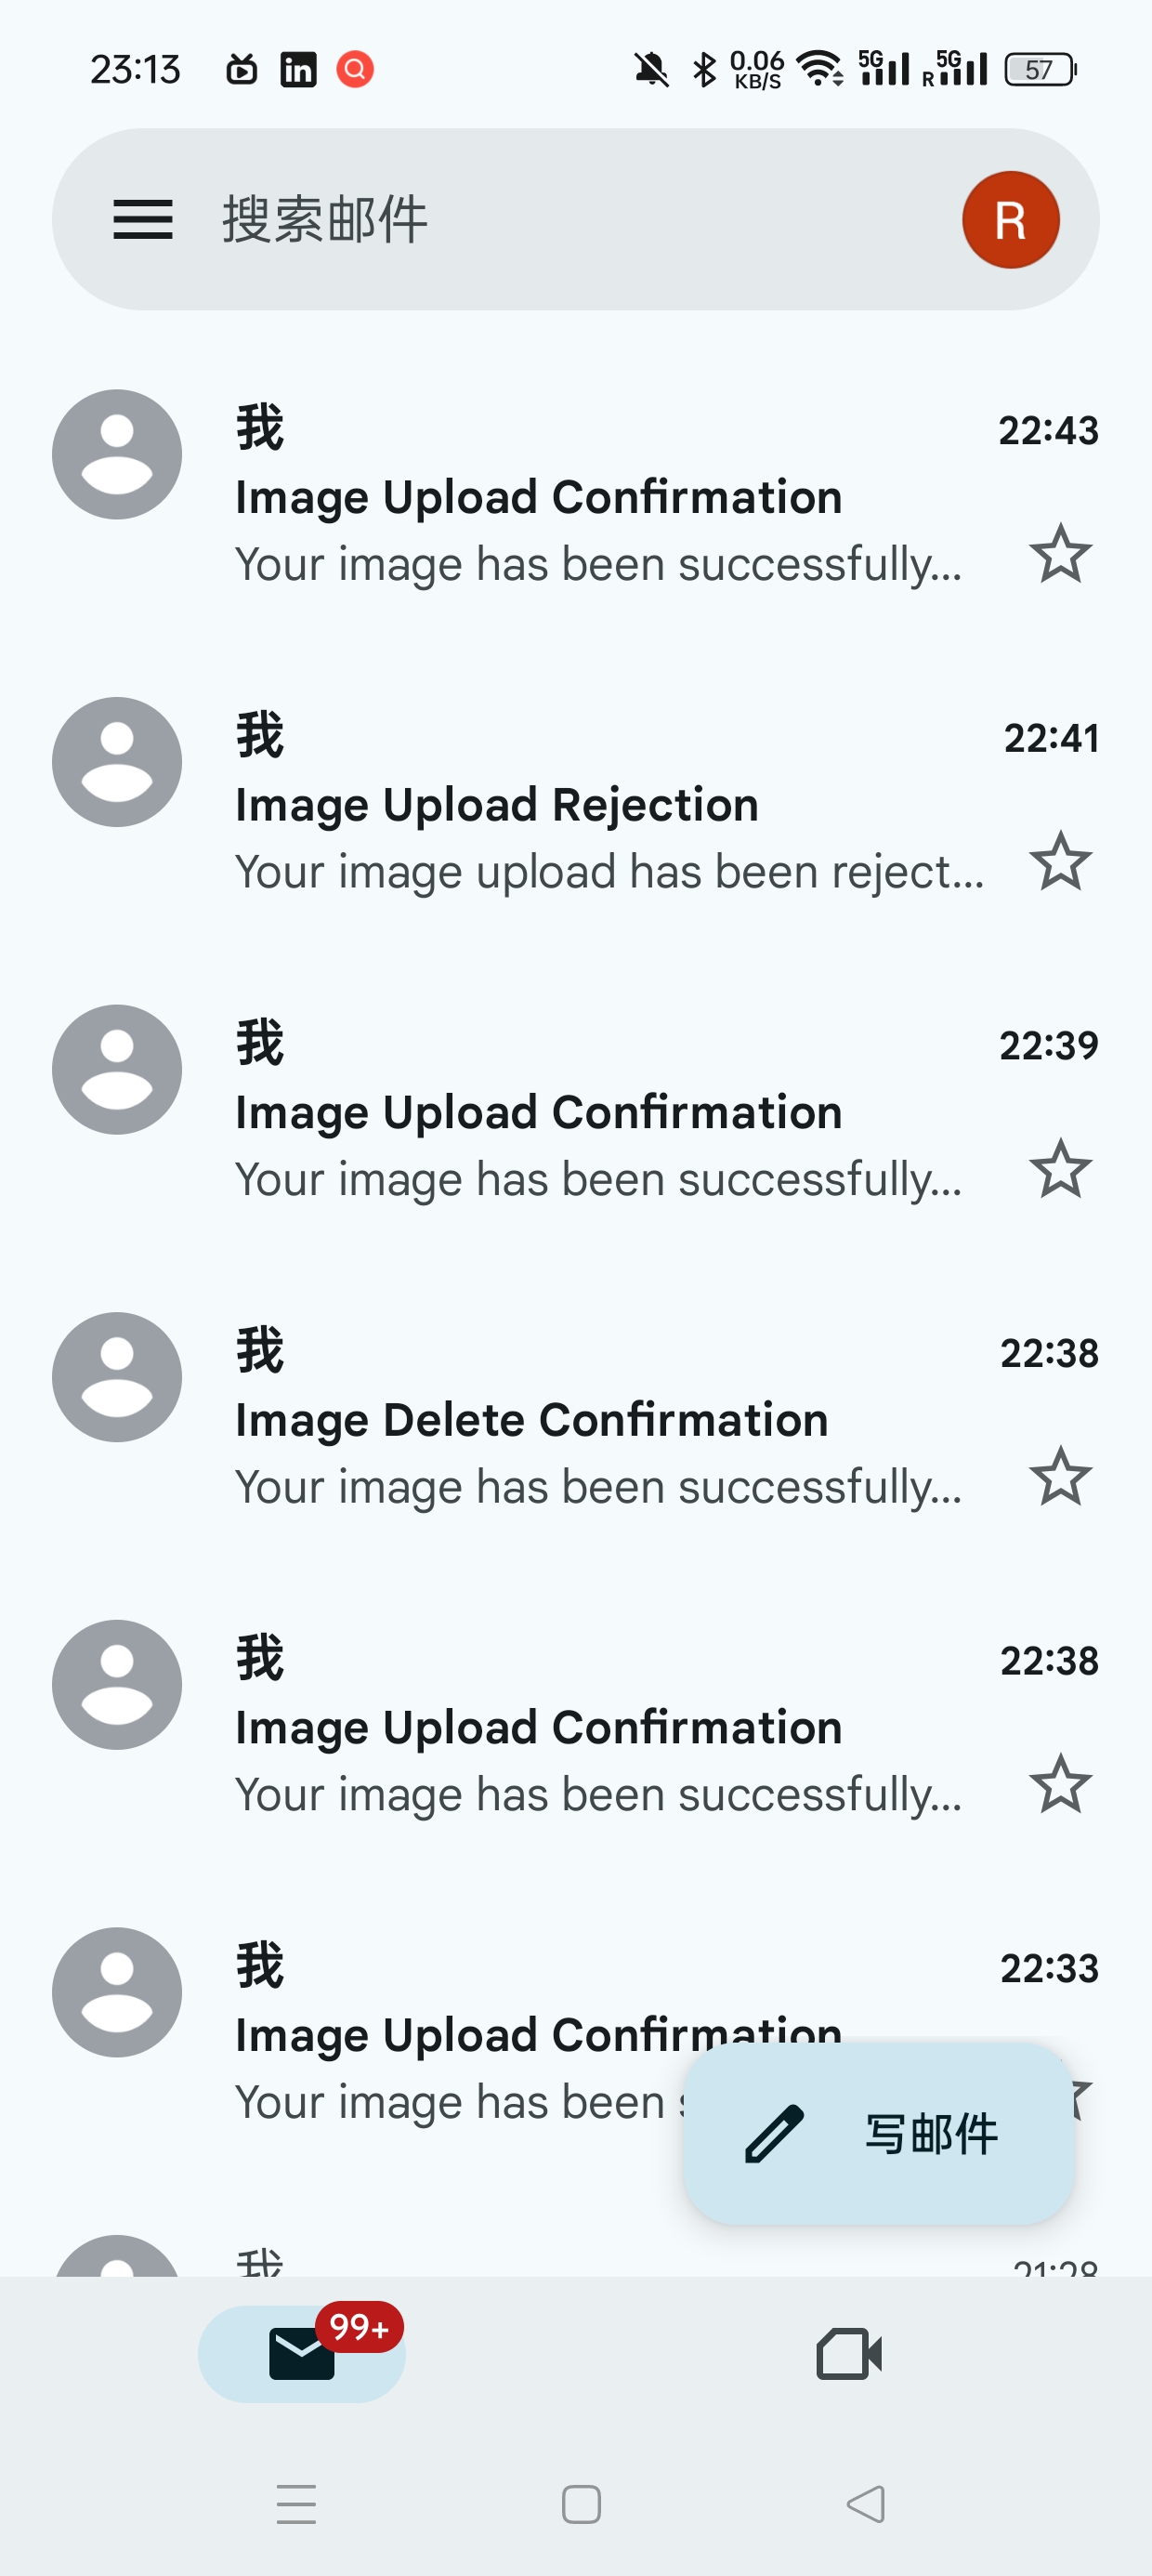 23:13
0.06 KB/S
5G
R 5G
57
搜索邮件
R
我 22:43
Image Upload Confirmation
Your image has been successfully...
我 22:41
Image Upload Rejection
Your image upload has been reject...
我 22:39
Image Upload Confirmation
Your image has been successfully...
我 22:38
Image Delete Confirmation
Your image has been successfully...
我 22:38
Image Upload Confirmation
Your image has been successfully...
我 22:33
Image Upload Confirmation
Your image has been
写邮件
我 21:28
99+